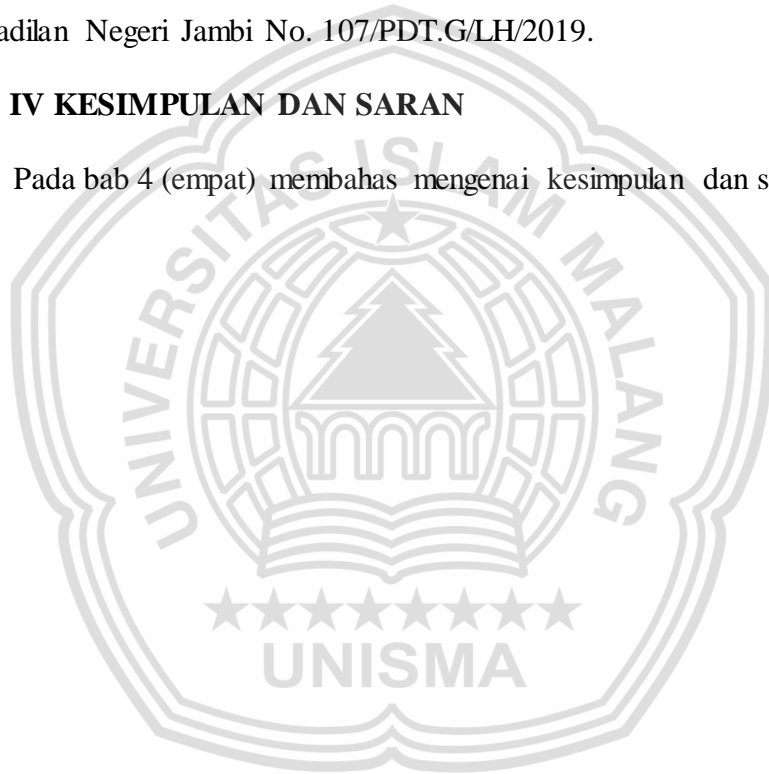 adilan Negeri Jambi No. 107/PDT.G/LH/2019.
IV KESIMPULAN DAN SARAN
Pada bab 4 (empat) membahas mengenai kesimpulan dan s
UNIVERSITAS ISLAM MALANG
UNISMA